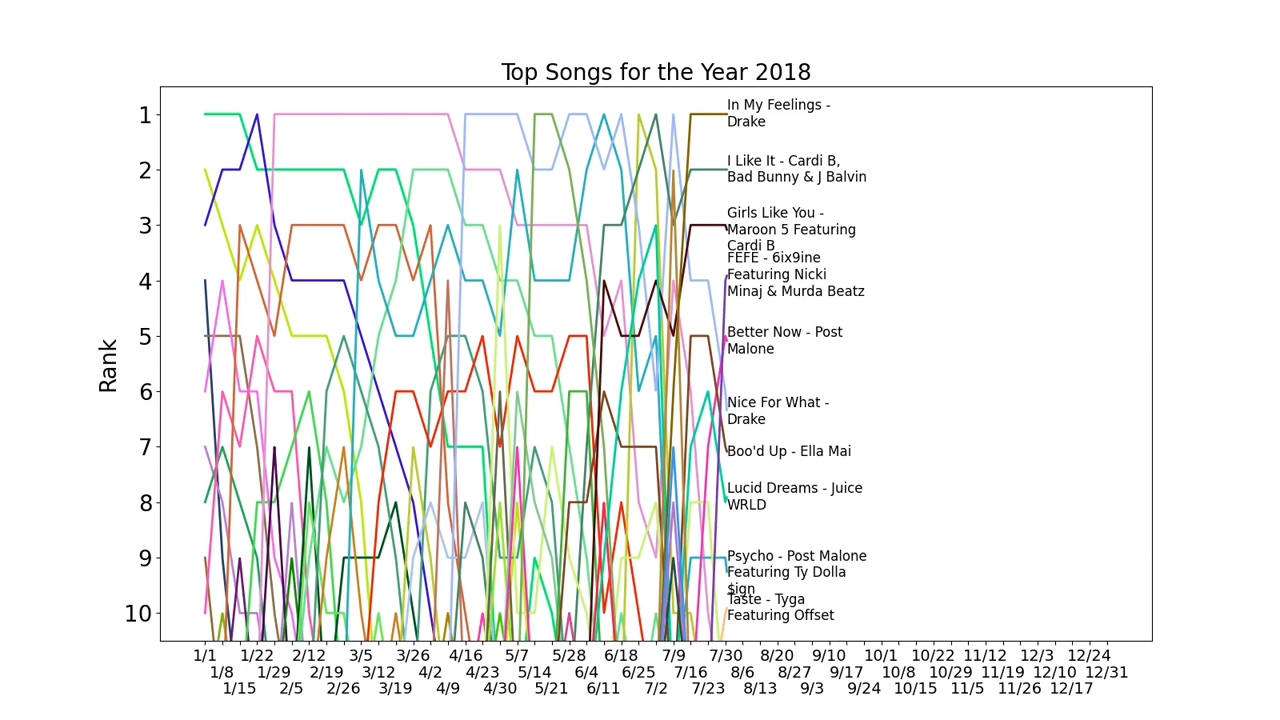 Top Songs for the Year 2018
Rank
1
2
3
4
5
6
7
8
9
10
In My Feelings -
Drake
I Like It - Cardi B,
Bad Bunny & J Balvin
Girls Like You -
Maroon 5 Featuring
Cardi B
FEFE - 6ix9ine
Featuring Nicki
Minaj & Murda Beatz
Better Now - Post
Malone
Nice For What -
Drake
Boo'd Up - Ella Mai
Lucid Dreams - Juice
WRLD
Psycho - Post Malone
Featuring Ty Dolla
$ign
Taste - Tyga
Featuring Offset
1/1 1/22 2/12 3/5 3/26 4/16 5/7 5/28 6/18 7/9 7/30 8/20 9/10 10/1 10/22 11/12 12/3 12/24
1/8 1/29 2/19 3/12 4/2 4/23 5/14 6/4 6/25 7/16 8/6 8/27 9/17 10/8 10/29 11/19 12/10 12/31
1/15 2/5 2/26 3/19 4/9 4/30 5/21 6/11 7/2 7/23 8/13 9/3 9/24 10/15 11/5 11/26 12/17